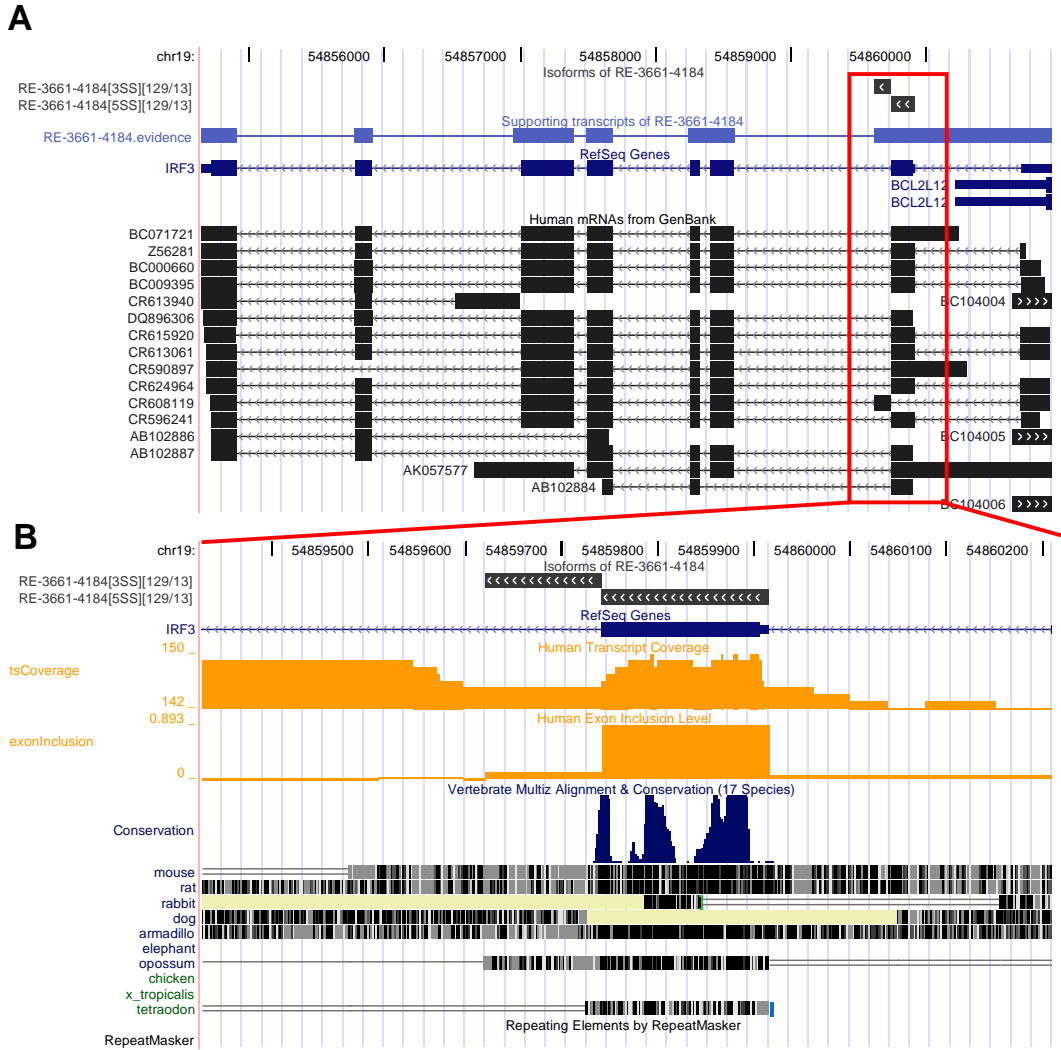 A
chr19: 54856000 54857000 54858000 54859000 54860000
Isoforms of RE-3661-4184
RE-3661-4184[3SS][129/13]
RE-3661-4184[5SS][129/13]
Supporting transcripts of RE-3661-4184
RE-3661-4184.evidence
RefSeq Genes
IRF3
BCL2L12
BCL2L12
Human mRNAs from GenBank
BC071721
Z56281
BC000660
BC009395
CR613940 BC104004
DQ896306
CR615920
CR613061
CR590897
CR624964
CR608119
CR596241
AB102886 BC104005
AB102887
AK057577
AB102884
BC104006
B
chr19: 54859500 54859600 54859700 54859800 54859900 54860000 54860100 54860200
Isoforms of RE-3661-4184
RE-3661-4184[3SS][129/13]
RE-3661-4184[5SS][129/13]
RefSeq Genes
IRF3
150 _ Human Transcript Coverage
tsCoverage
142 _
0.893 _ Human Exon Inclusion Level
exonInclusion
0 _
Vertebrate Multiz Alignment & Conservation (17 Species)
Conservation
mouse
rat
rabbit
dog
armadillo
elephant
opossum
chicken
x_tropicalis
tetraodon
Repeating Elements by RepeatMasker
RepeatMasker